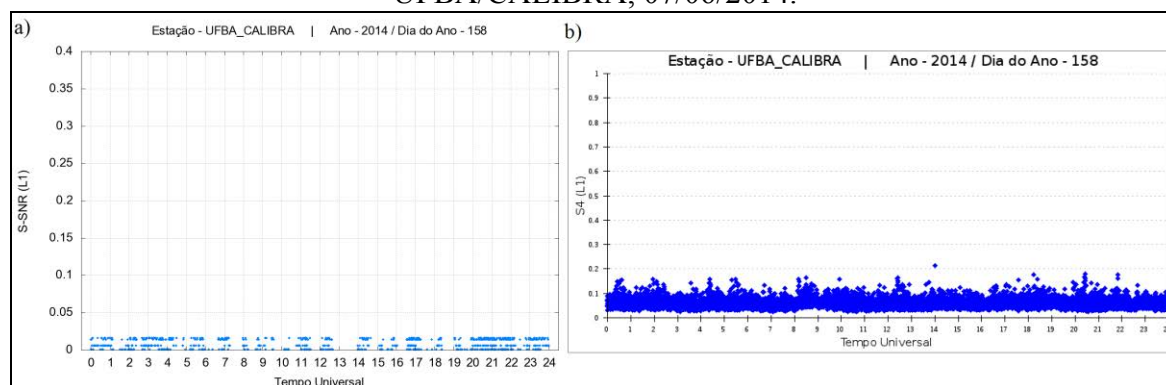 UFBA/CALIBRA, 07/06/2014.
a)
Estação - UFBA_CALIBRA | Ano - 2014 / Dia do Ano - 158
0.4
0.35
0.3
0.25
0.2
0.15
0.1
0.05
0
S-SNR (L1)
0 1 2 3 4 5 6 7 8 9 10 11 12 13 14 15 16 17 18 19 20 21 22 23 24
Tempo Universal
b)
Estação - UFBA_CALIBRA | Ano - 2014 / Dia do Ano - 158
1
0.9
0.8
0.7
0.6
0.5
0.4
0.3
0.2
0.1
0
S4 (L1)
0 1 2 3 4 5 6 7 8 9 10 11 12 13 14 15 16 17 18 19 20 21 22 23
Tempo Universal